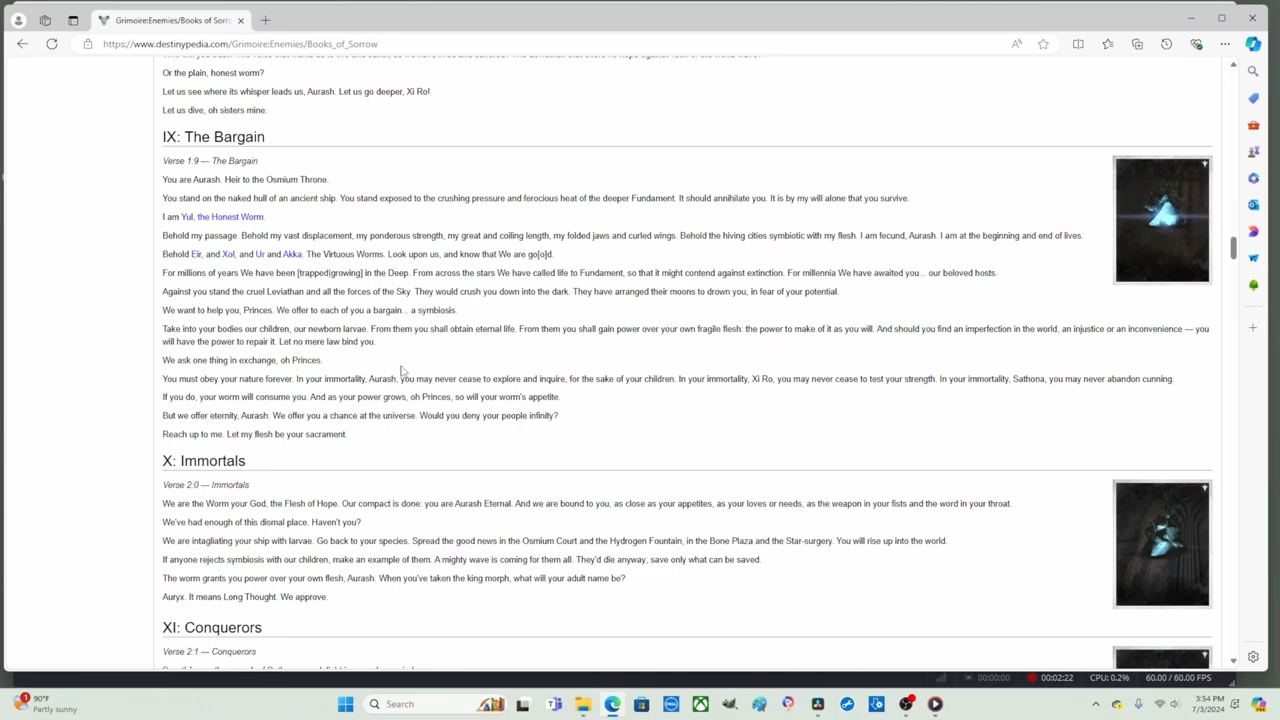 Grimoire:Enemies/Books of Sorr
https://www.destinypedia.com/Grimoire:Enemies/Books_of_Sorrow
Or the plain, honest worm?
Let us see where its whisper leads us, Aurash. Let us go deeper, Xi Ro!
Let us dive, oh sisters mine.
IX: The Bargain
Verse 1:9 — The Bargain
You are Aurash. Heir to the Osmium Throne.
You stand on the naked hull of an ancient ship. You stand exposed to the crushing pressure and ferocious heat of the deeper Fundament. It should annihilate you. It is by my will alone that you survive.
I am Yul, the Honest Worm.
Behold my passage. Behold my vast displacement, my ponderous strength, my great and coiling length, my folded jaws and curled wings. Behold the hiving cities symbiotic with my flesh. I am fecund, Aurash. I am at the beginning and end of lives.
Behold Eir, and Xol, and Ur and Akka. The Virtuous Worms. Look upon us, and know that We are go[o]d.
For millions of years We have been [trapped|growing] in the Deep. From across the stars We have called life to Fundament, so that it might contend against extinction. For millennia We have awaited you... our beloved hosts.
Against you stand the cruel Leviathan and all the forces of the Sky. They would crush you down into the dark. They have arranged their moons to drown you, in fear of your potential.
We want to help you, Princes. We offer to each of you a bargain... a symbiosis.
Take into your bodies our children, our newborn larvae. From them you shall obtain eternal life. From them you shall gain power over your own fragile flesh: the power to make of it as you will. And should you find an imperfection in the world, an injustice or an inconvenience — you
will have the power to repair it. Let no mere law bind you.
We ask one thing in exchange, oh Princes.
You must obey your nature forever. In your immortality, Aurash, you may never cease to explore and inquire, for the sake of your children. In your immortality, Xi Ro, you may never cease to test your strength. In your immortality, Sathona, you may never abandon cunning.
If you do, your worm will consume you. And as your power grows, oh Princes, so will your worm's appetite.
But we offer eternity, Aurash. We offer you a chance at the universe. Would you deny your people infinity?
Reach up to me. Let my flesh be your sacrament.
X: Immortals
Verse 2:0 — Immortals
We are the Worm your God, the Flesh of Hope. Our compact is done: you are Aurash Eternal. And we are bound to you, as close as your appetites, as your loves or needs, as the weapon in your fists and the word in your throat.
We've had enough of this dismal place. Haven't you?
We are intagliating your ship with larvae. Go back to your species. Spread the good news in the Osmium Court and the Hydrogen Fountain, in the Bone Plaza and the Star-surgery. You will rise up into the world.
If anyone rejects symbiosis with our children, make an example of them. A mighty wave is coming for them all. They'd die anyway; save only what can be saved.
The worm grants you power over your own flesh, Aurash. When you've taken the king morph, what will your adult name be?
Auryx. It means Long Thought. We approve.
XI: Conquerors
Verse 2:1 — Conquerors
00:00:00 00:02:22 CPU: 0.2% 60.00 / 60.00 FPS
1 90°F
Partly sunny
Search
3:54 PM
7/3/2024